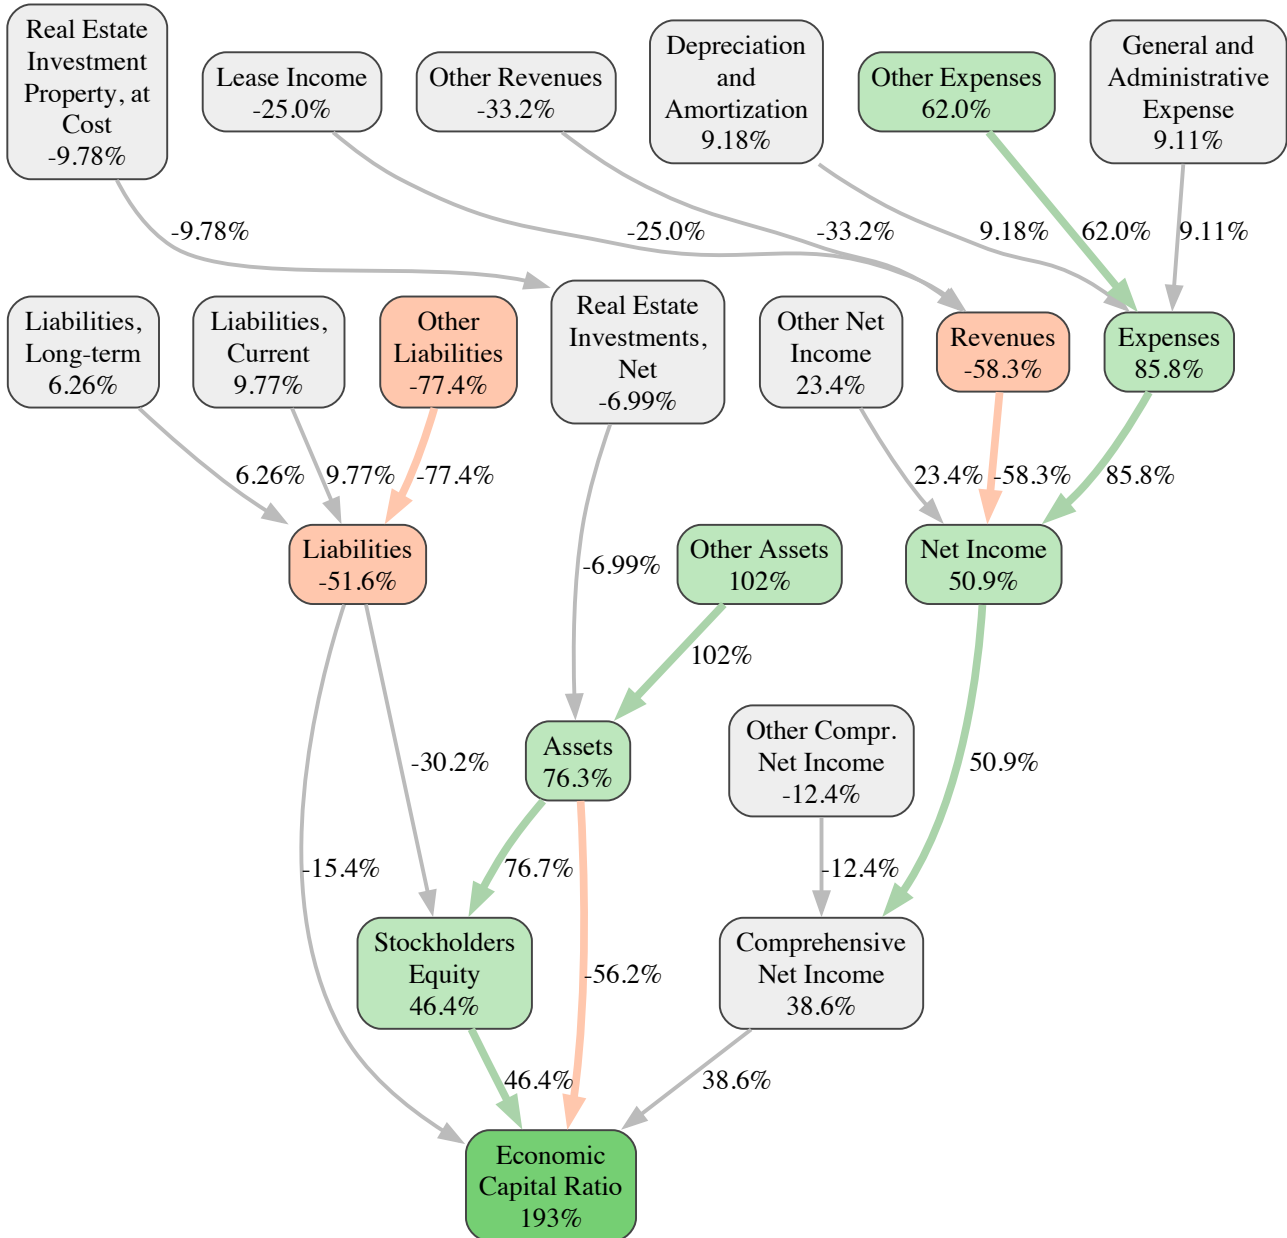 Real Estate
Investment
Property, at
Cost
-9.78%
Lease Income
-25.0%
Other Revenues
-33.2%
Depreciation
and
Amortization
9.18%
Other Expenses
62.0%
General and
Administrative
Expense
9.11%
-9.78%
-25.0%
-33.2%
9.18%
62.0%
9.11%
Liabilities,
Long-term
6.26%
Liabilities,
Current
9.77%
Other
Liabilities
-77.4%
Real Estate
Investments,
Net
-6.99%
Other Net
Income
23.4%
Revenues
-58.3%
Expenses
85.8%
6.26%
9.77%
-77.4%
23.4%
-58.3%
85.8%
Liabilities
-51.6%
-6.99%
Other Assets
102%
Net Income
50.9%
102%
Assets
76.3%
Other Compr.
Net Income
-12.4%
-30.2%
50.9%
-15.4%
76.7%
-12.4%
Stockholders
Equity
46.4%
-56.2%
Comprehensive
Net Income
38.6%
46.4%
38.6%
Economic
Capital Ratio
193%